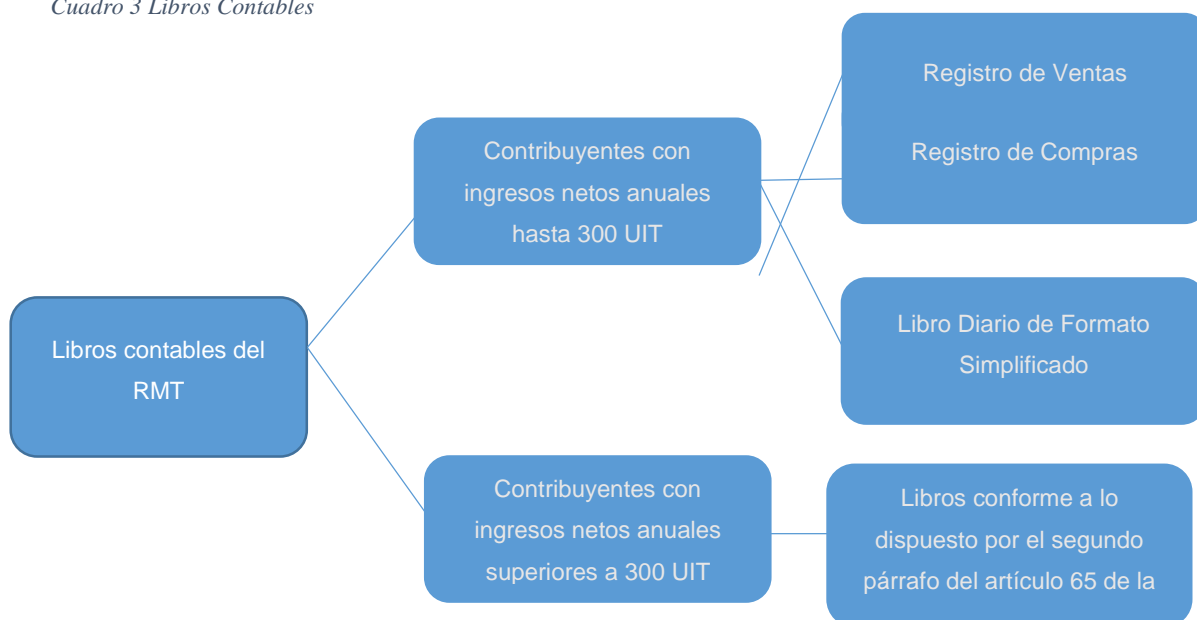 Cuadro 3 Libros Contables
Registro de Ventas
Registro de Compras
Contribuyentes con
ingresos netos anuales
hasta 300 UIT
Libro Diario de Formato
Simplificado
Libros contables del
RMT
Contribuyentes con
ingresos netos anuales
superiores a 300 UIT
Libros conforme a lo
dispuesto por el segundo
párrafo del artículo 65 de la